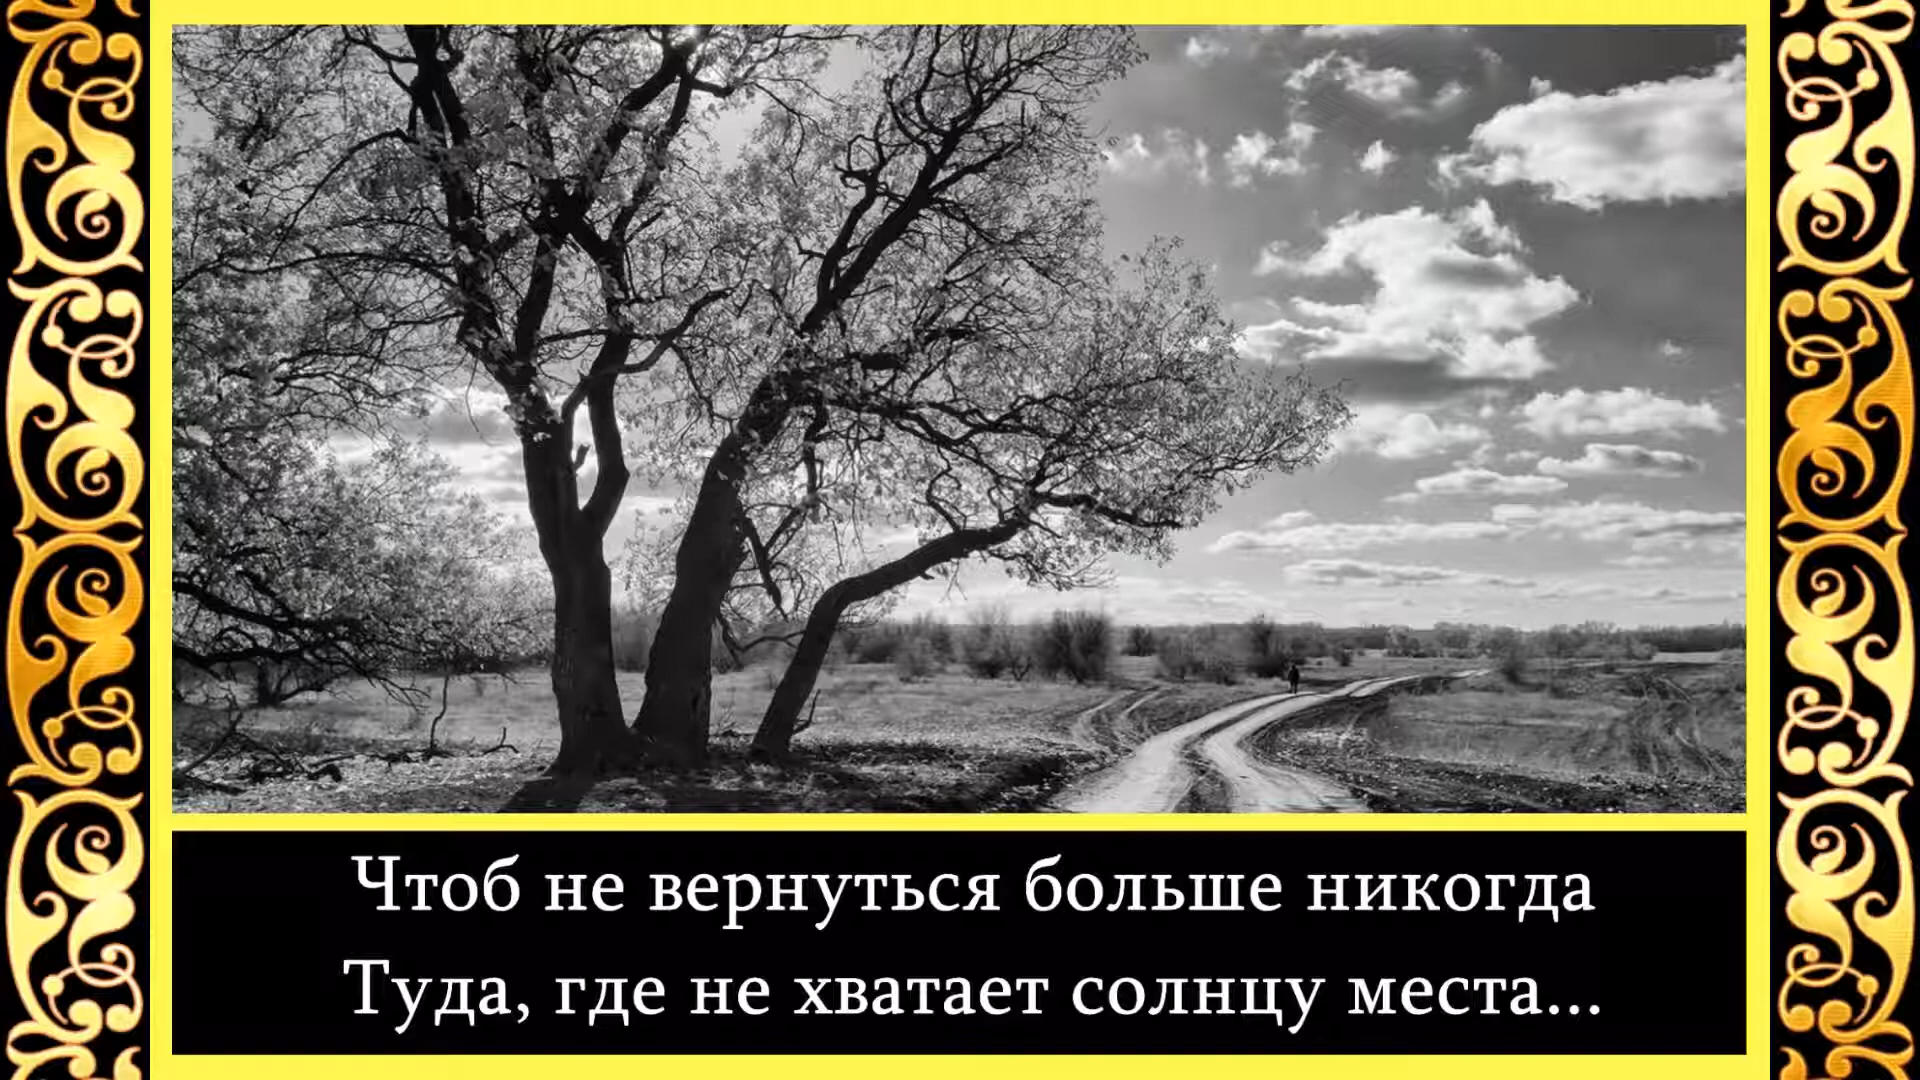 Чтоб не вернуться больше никогда
Туда, где не хватает солнцу места...